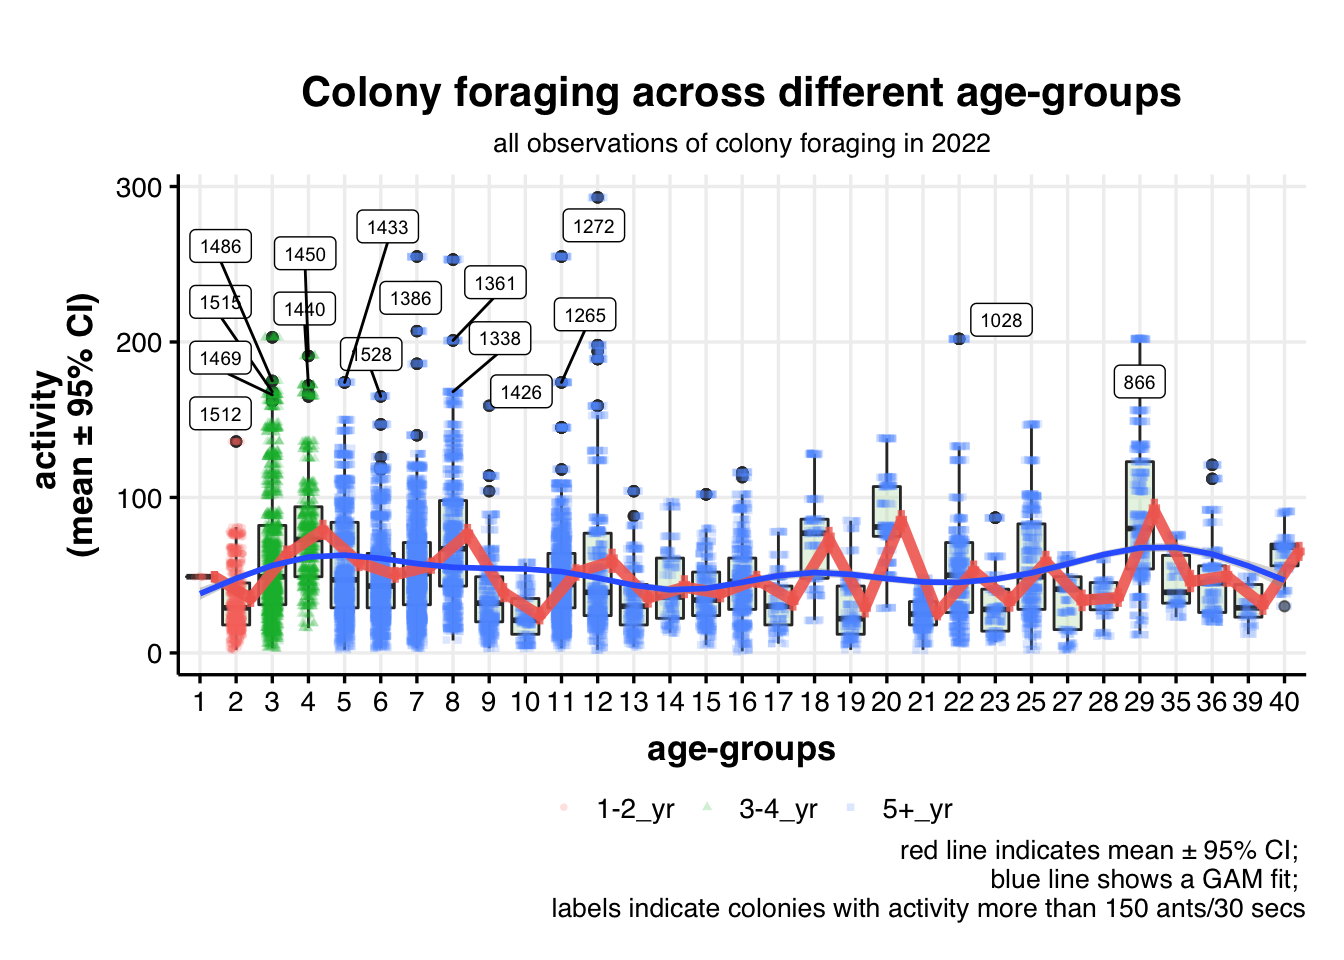 Colony foraging across different age-groups
all observations of colony foraging in 2022
activity
(mean ± 95% CI)
300
200
100
0
1486
1515
1469
1512
1450
1440
1433
1528
1386
1361
1338
1426
1272
1265
1028
866
1 2 3 4 5 6 7 8 9 10 11 12 13 14 15 16 17 18 19 20 21 22 23 25 27 28 29 35 36 39 40
age-groups
1-2_yr 3-4_yr 5+_yr
red line indicates mean ± 95% CI;
blue line shows a GAM fit;
labels indicate colonies with activity more than 150 ants/30 secs